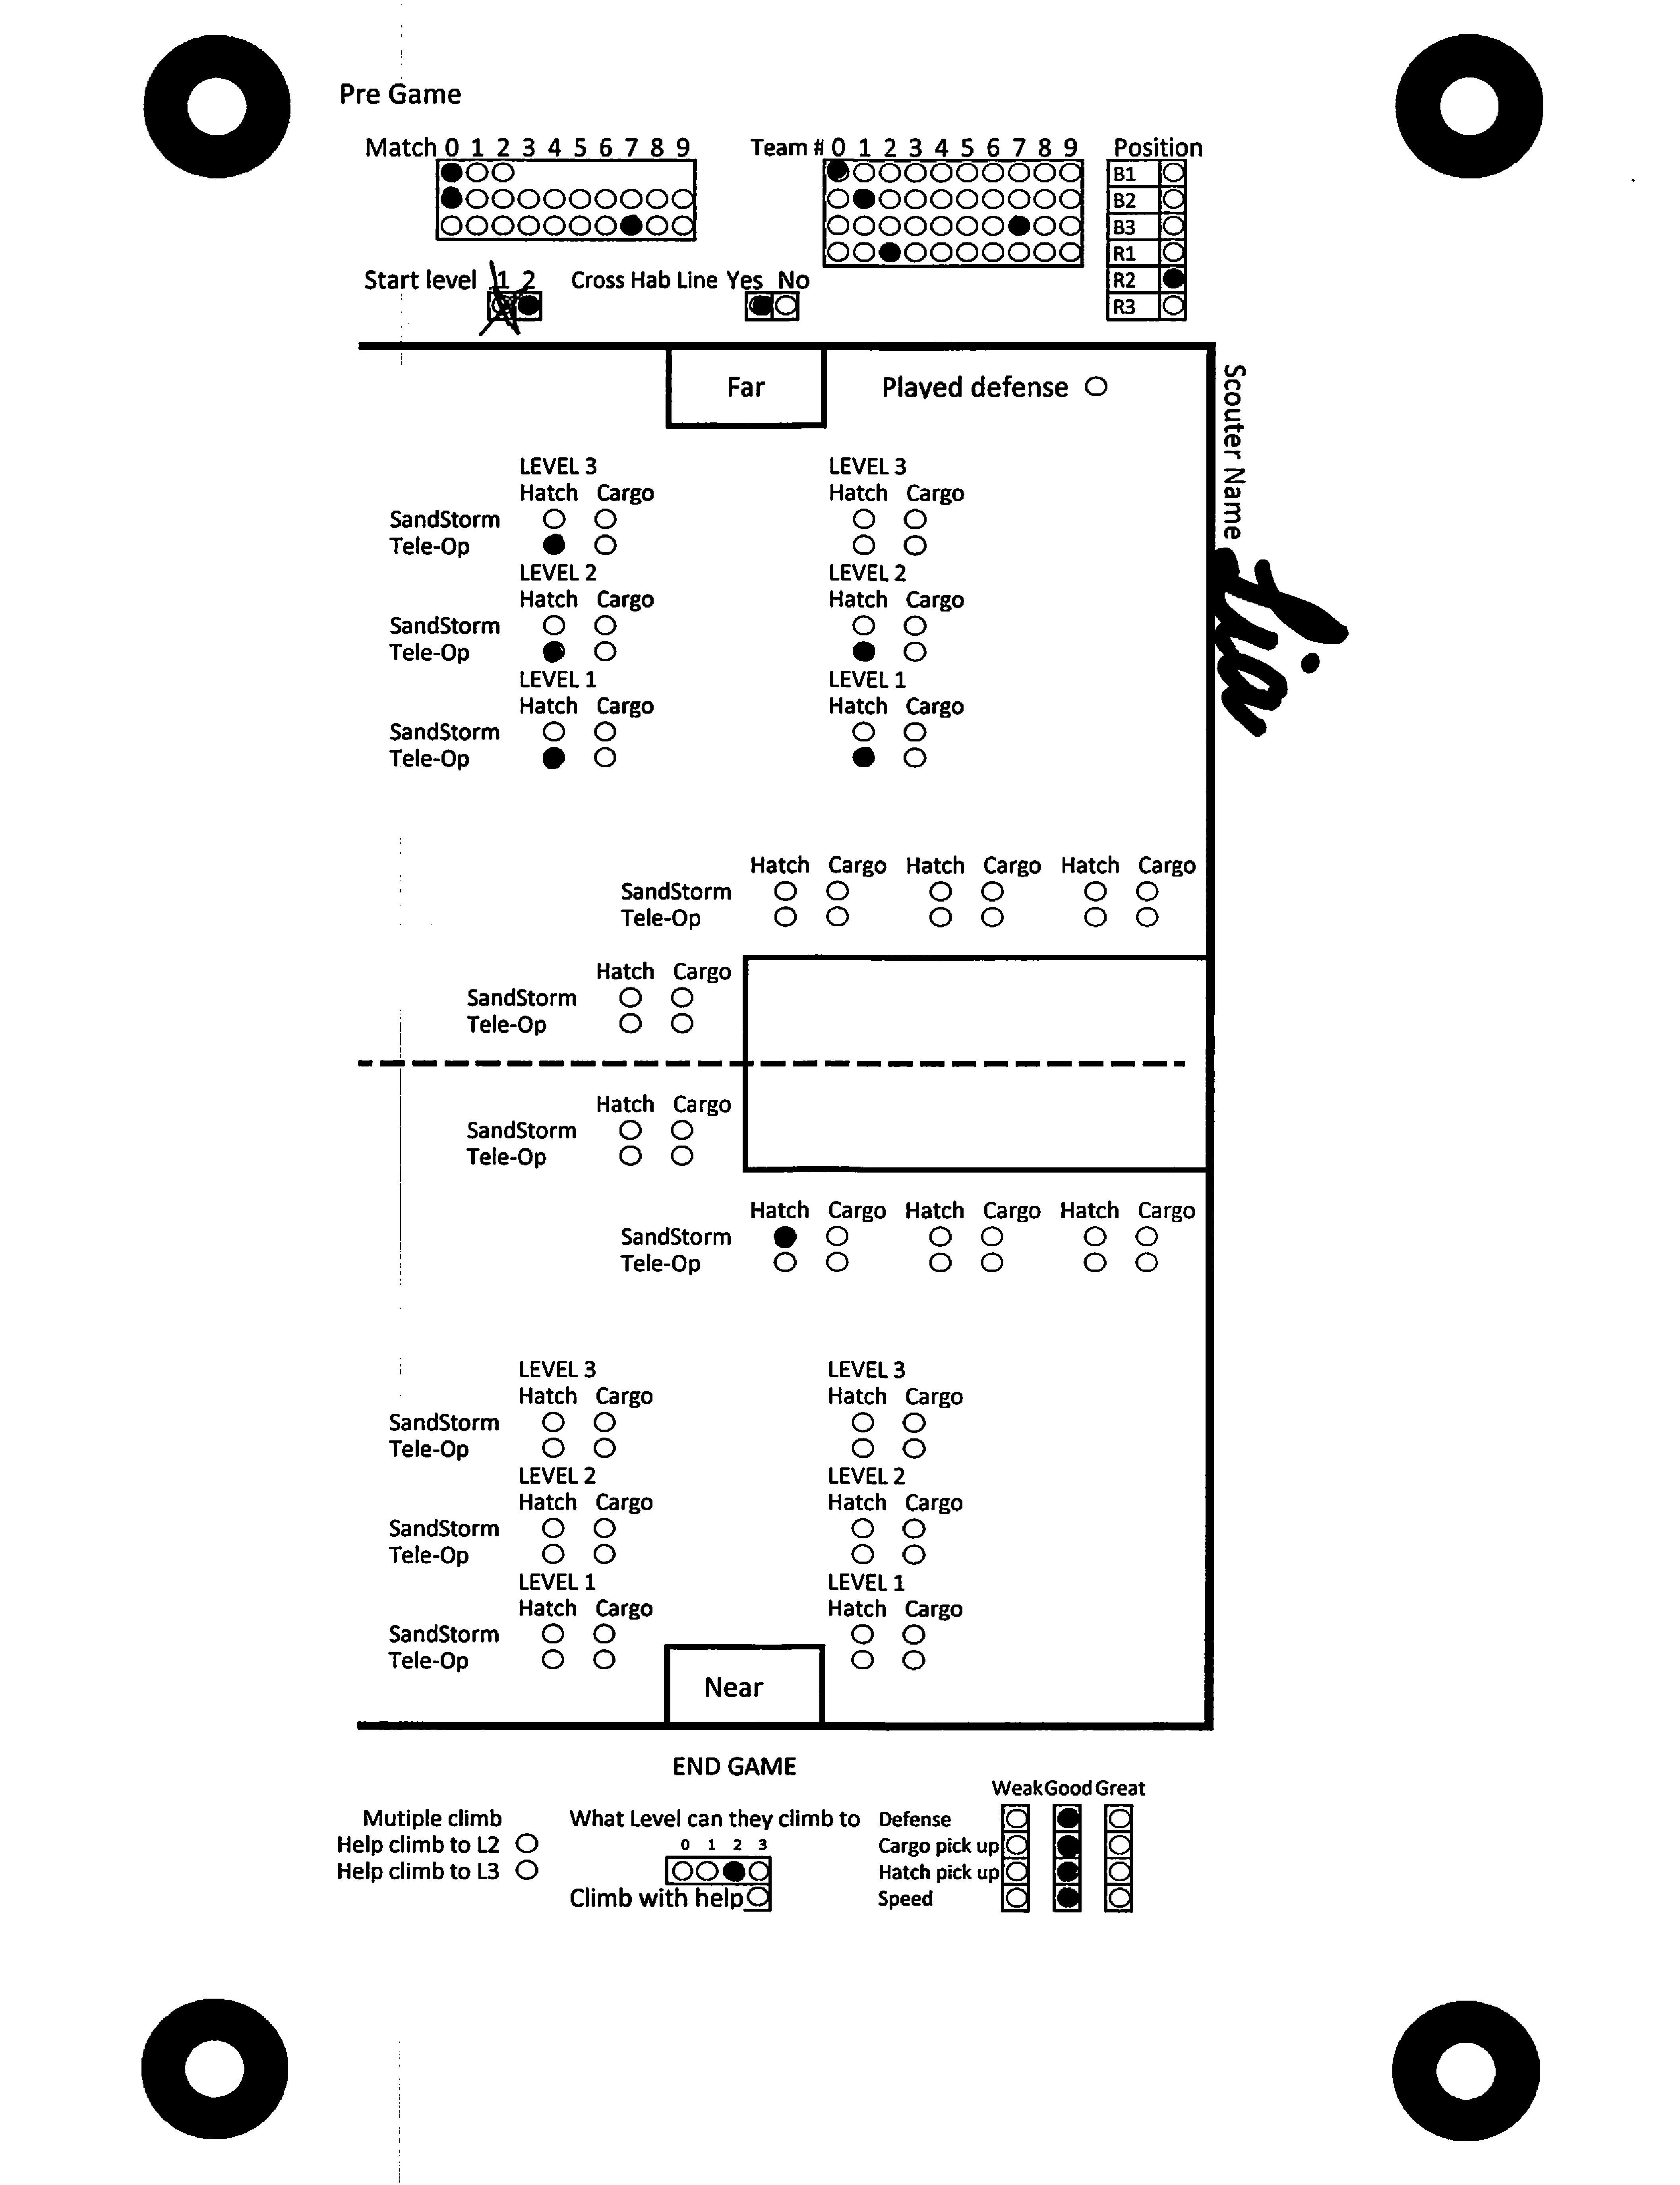 Pre Game
Match 0 1 2 3 4 5 6 7 8 9
Team # 0 1 2 3 4 5 6 7 8 9
Position
B1
B2
B3
R1
R2
R3
Start level 1 2
Cross Hab Line Yes No
Far
Played defense
Scouter Name
Lia
LEVEL 3 LEVEL 3
Hatch Cargo Hatch Cargo
SandStorm
Tele-Op
LEVEL 2 LEVEL 2
Hatch Cargo Hatch Cargo
SandStorm
Tele-Op
LEVEL 1 LEVEL 1
Hatch Cargo Hatch Cargo
SandStorm
Tele-Op
Hatch Cargo Hatch Cargo Hatch Cargo
SandStorm
Tele-Op
Hatch Cargo
SandStorm
Tele-Op
Hatch Cargo
SandStorm
Tele-Op
Hatch Cargo Hatch Cargo Hatch Cargo
SandStorm
Tele-Op
LEVEL 3 LEVEL 3
Hatch Cargo Hatch Cargo
SandStorm
Tele-Op
LEVEL 2 LEVEL 2
Hatch Cargo Hatch Cargo
SandStorm
Tele-Op
LEVEL 1 LEVEL 1
Hatch Cargo Hatch Cargo
SandStorm
Tele-Op
Near
END GAME
Mutiple climb
Help climb to L2
Help climb to L3
What Level can they climb to
0 1 2 3
Climb with help
Weak Good Great
Defense
Cargo pick up
Hatch pick up
Speed